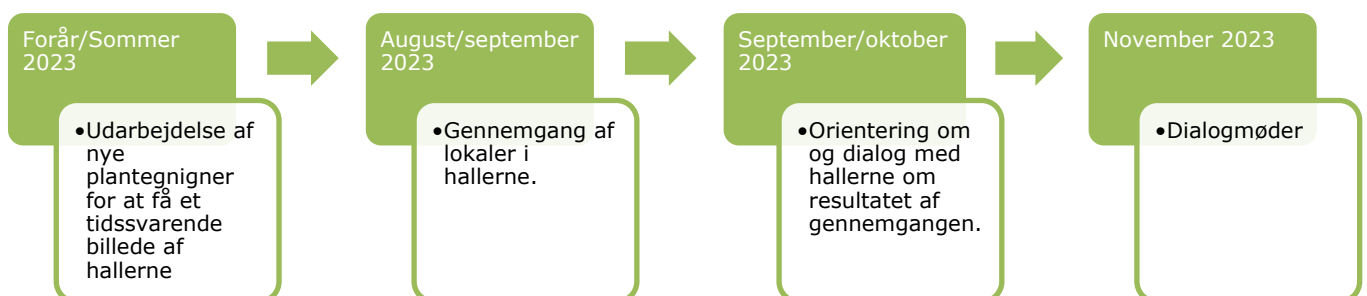 Forår/Sommer
2023
•Udarbejdelse af
nye
plantegnigner
for at få et
tidssvarende
billede af
hallerne
August/september
2023
•Gennemgang af
lokaler i
hallerne.
September/oktober
2023
•Orientering om
og dialog med
hallerne om
resultatet af
gennemgangen.
November 2023
•Dialogmøder